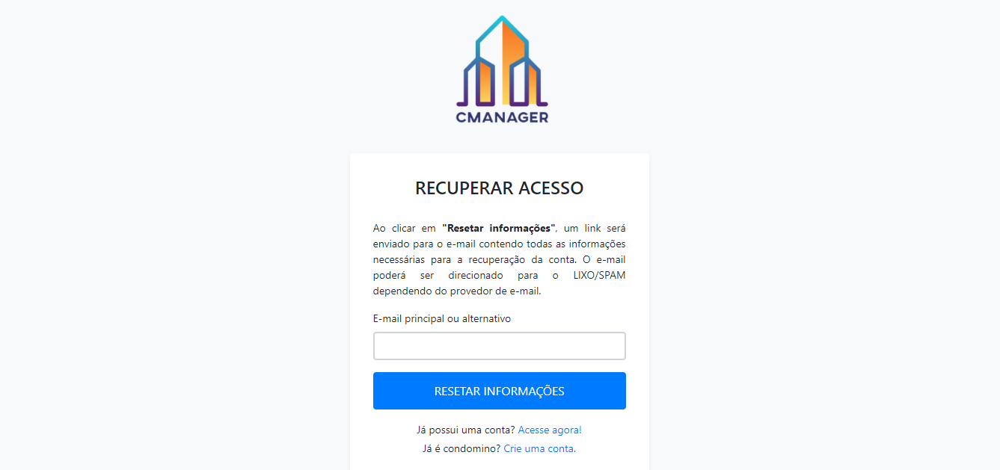 CMANAGER
RECUPERAR ACESSO
Ao clicar em "Resetar informações", um link será
enviado para o e-mail contendo todas as informações
necessárias para a recuperação da conta. O e-mail
poderá ser direcionado para o LIXO/SPAM
dependendo do provedor de e-mail.
E-mail principal ou alternativo
RESETAR INFORMAÇÕES
Já possui uma conta? Acesse agora!
Já é condomino? Crie uma conta.